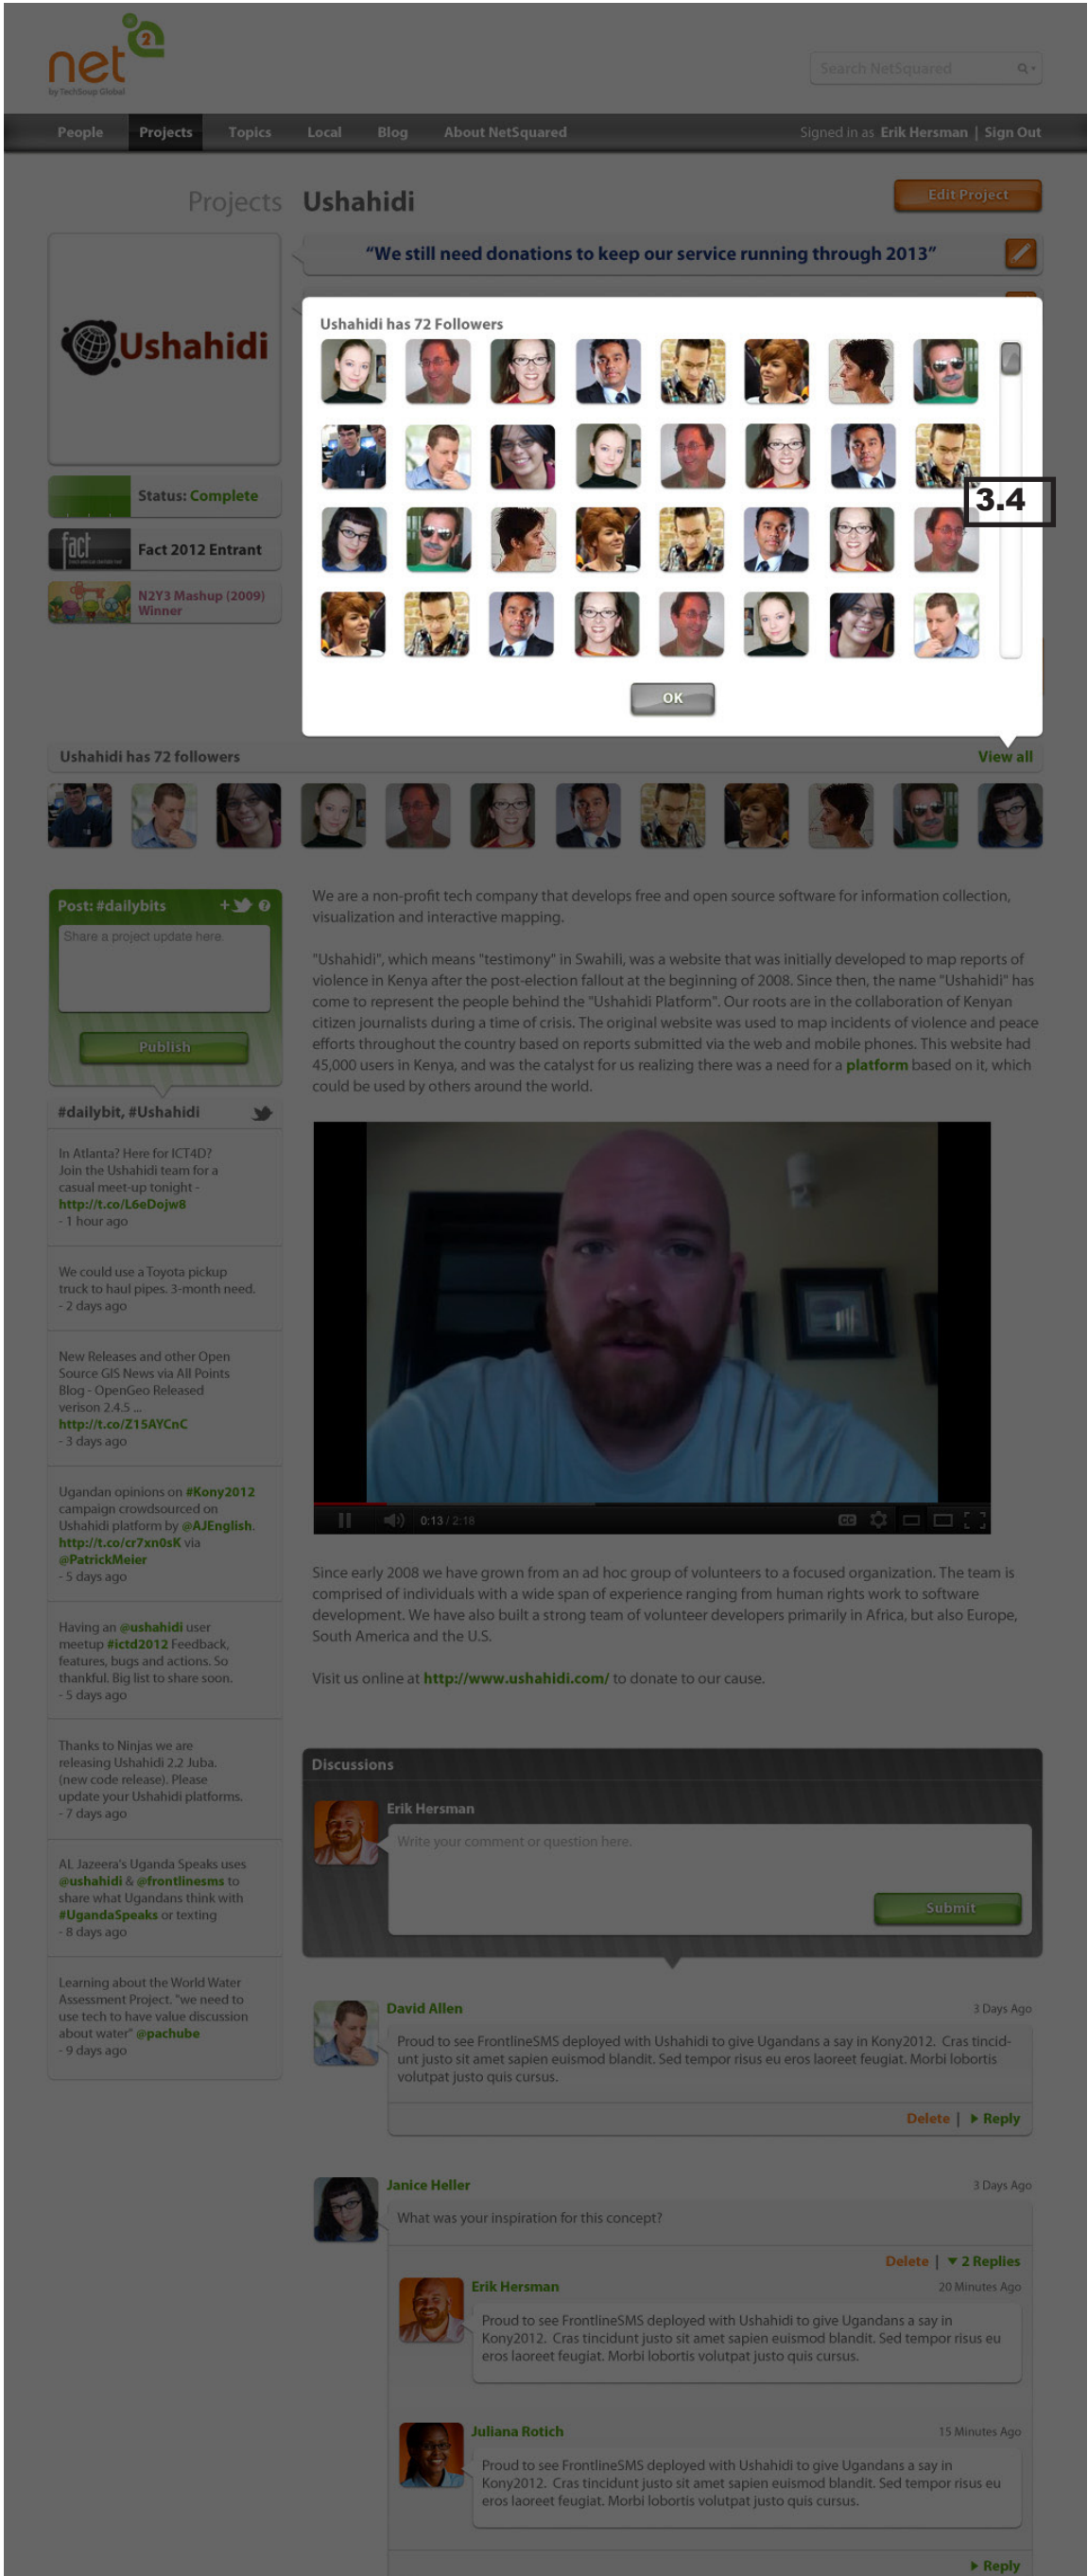 net 2
by TechSoup Global
Search NetSquared
People Projects Topics Local Blog About NetSquared
Signed in as Erik Hersman | Sign Out
Projects Ushahidi
Edit Project
“We still need donations to keep our service running through 2013”
Ushahidi
Ushahidi has 72 Followers
3.4
OK
Status: Complete
fact
Fact 2012 Entrant
N2Y3 Mashup (2009)
Winner
Ushahidi has 72 followers
View all
Post: #dailybits + ?
Share a project update here.
Publish
#dailybit, #Ushahidi
In Atlanta? Here for ICT4D?
Join the Ushahidi team for a
casual meet-up tonight -
http://t.co/L6eDojw8
- 1 hour ago
We could use a Toyota pickup
truck to haul pipes. 3-month need.
- 2 days ago
New Releases and other Open
Source GIS News via All Points
Blog - OpenGeo Released
verison 2.4.5 ...
http://t.co/Z15AYCnC
- 3 days ago
Ugandan opinions on #Kony2012
campaign crowdsourced on
Ushahidi platform by @AJEnglish.
http://t.co/cr7xn0sK via
@PatrickMeier
- 5 days ago
Having an @ushahidi user
meetup #ictd2012 Feedback,
features, bugs and actions. So
thankful. Big list to share soon.
- 5 days ago
Thanks to Ninjas we are
releasing Ushahidi 2.2 Juba.
(new code release). Please
update your Ushahidi platforms.
- 7 days ago
AL Jazeera's Uganda Speaks uses
@ushahidi & @frontlinesms to
share what Ugandans think with
#UgandaSpeaks or texting
- 8 days ago
Learning about the World Water
Assessment Project. "we need to
use tech to have value discussion
about water" @pachube
- 9 days ago
We are a non-profit tech company that develops free and open source software for information collection,
visualization and interactive mapping.
"Ushahidi", which means "testimony" in Swahili, was a website that was initially developed to map reports of
violence in Kenya after the post-election fallout at the beginning of 2008. Since then, the name "Ushahidi" has
come to represent the people behind the "Ushahidi Platform". Our roots are in the collaboration of Kenyan
citizen journalists during a time of crisis. The original website was used to map incidents of violence and peace
efforts throughout the country based on reports submitted via the web and mobile phones. This website had
45,000 users in Kenya, and was the catalyst for us realizing there was a need for a platform based on it, which
could be used by others around the world.
0:13 / 2:18
CC
Since early 2008 we have grown from an ad hoc group of volunteers to a focused organization. The team is
comprised of individuals with a wide span of experience ranging from human rights work to software
development. We have also built a strong team of volunteer developers primarily in Africa, but also Europe,
South America and the U.S.
Visit us online at http://www.ushahidi.com/ to donate to our cause.
Discussions
Erik Hersman
Write your comment or question here.
Submit
David Allen
3 Days Ago
Proud to see FrontlineSMS deployed with Ushahidi to give Ugandans a say in Kony2012. Cras tincid-
unt justo sit amet sapien euismod blandit. Sed tempor risus eu eros laoreet feugiat. Morbi lobortis
volutpat justo quis cursus.
Delete | Reply
Janice Heller
3 Days Ago
What was your inspiration for this concept?
Delete | 2 Replies
Erik Hersman
20 Minutes Ago
Proud to see FrontlineSMS deployed with Ushahidi to give Ugandans a say in
Kony2012. Cras tincidunt justo sit amet sapien euismod blandit. Sed tempor risus eu
eros laoreet feugiat. Morbi lobortis volutpat justo quis cursus.
Juliana Rotich
15 Minutes Ago
Proud to see FrontlineSMS deployed with Ushahidi to give Ugandans a say in
Kony2012. Cras tincidunt justo sit amet sapien euismod blandit. Sed tempor risus eu
eros laoreet feugiat. Morbi lobortis volutpat justo quis cursus.
Reply